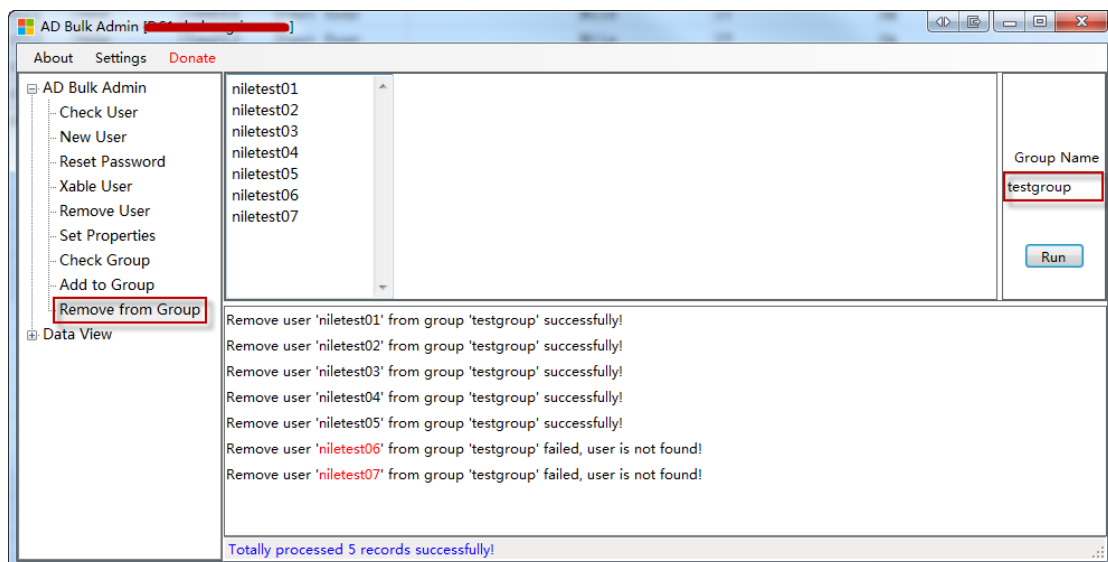 AD Bulk Admin [ ]
About Settings Donate
AD Bulk Admin
Check User
New User
Reset Password
Xable User
Remove User
Set Properties
Check Group
Add to Group
Remove from Group
Data View
niletest01
niletest02
niletest03
niletest04
niletest05
niletest06
niletest07
Group Name
testgroup
Run
Remove user 'niletest01' from group 'testgroup' successfully!
Remove user 'niletest02' from group 'testgroup' successfully!
Remove user 'niletest03' from group 'testgroup' successfully!
Remove user 'niletest04' from group 'testgroup' successfully!
Remove user 'niletest05' from group 'testgroup' successfully!
Remove user 'niletest06' from group 'testgroup' failed, user is not found!
Remove user 'niletest07' from group 'testgroup' failed, user is not found!
Totally processed 5 records successfully!